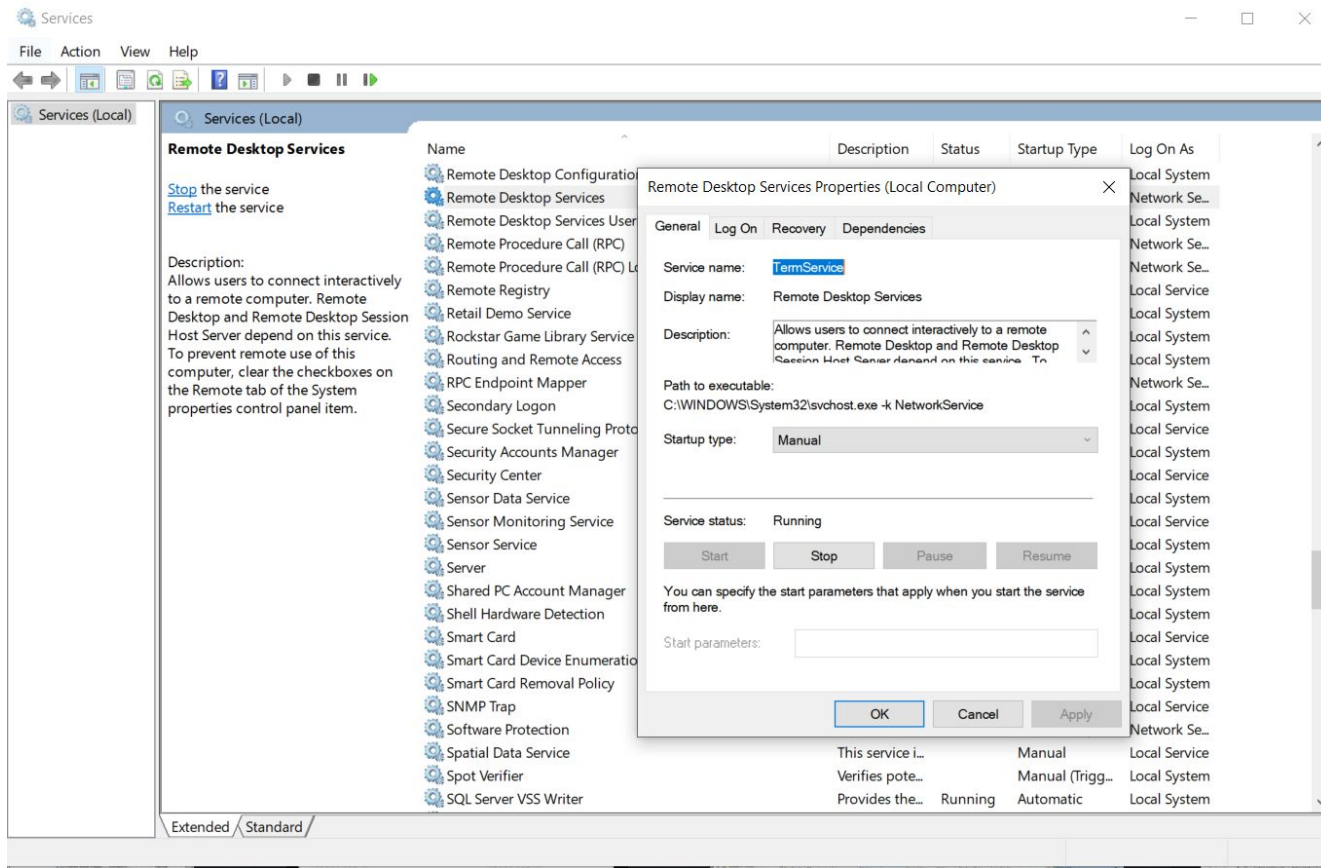 Services
File Action View Help
Services (Local)
Services (Local)
Remote Desktop Services
Stop the service
Restart the service
Description:
Allows users to connect interactively
to a remote computer. Remote
Desktop and Remote Desktop Session
Host Server depend on this service.
To prevent remote use of this
computer, clear the checkboxes on
the Remote tab of the System
properties control panel item.
Name Description Status Startup Type Log On As
Remote Desktop Configuratio Local System
Remote Desktop Services Network Se...
Remote Desktop Services User Local System
Remote Procedure Call (RPC) Network Se...
Remote Procedure Call (RPC) Lo Network Se...
Remote Registry Local Service
Retail Demo Service Local System
Rockstar Game Library Service Local System
Routing and Remote Access Local System
RPC Endpoint Mapper Network Se...
Secondary Logon Local System
Secure Socket Tunneling Proto Local Service
Security Accounts Manager Local System
Security Center Local Service
Sensor Data Service Local System
Sensor Monitoring Service Local Service
Sensor Service Local System
Server Local System
Shared PC Account Manager Local System
Shell Hardware Detection Local System
Smart Card Local Service
Smart Card Device Enumeratio Local System
Smart Card Removal Policy Local System
SNMP Trap Local Service
Software Protection Network Se...
Spatial Data Service This service i... Manual Local Service
Spot Verifier Verifies pote... Manual (Trigg... Local System
SQL Server VSS Writer Provides the... Running Automatic Local System
Remote Desktop Services Properties (Local Computer)
General Log On Recovery Dependencies
Service name: TermService
Display name: Remote Desktop Services
Description: Allows users to connect interactively to a remote
computer. Remote Desktop and Remote Desktop
Session Host Server depend on this service. To
Path to executable:
C:\WINDOWS\System32\svchost.exe -k NetworkService
Startup type: Manual
Service status: Running
Start Stop Pause Resume
You can specify the start parameters that apply when you start the service
from here.
Start parameters:
OK Cancel Apply
Extended Standard